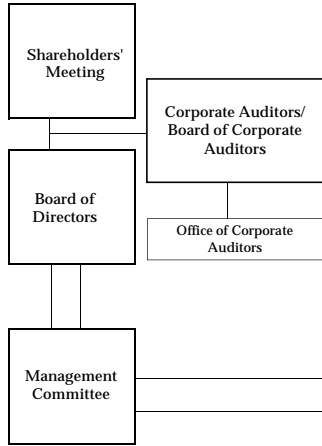 Shareholders'
Meeting
Corporate Auditors/
Board of Corporate
Auditors
Board of
Directors
Office of Corporate
Auditors
Management
Committee